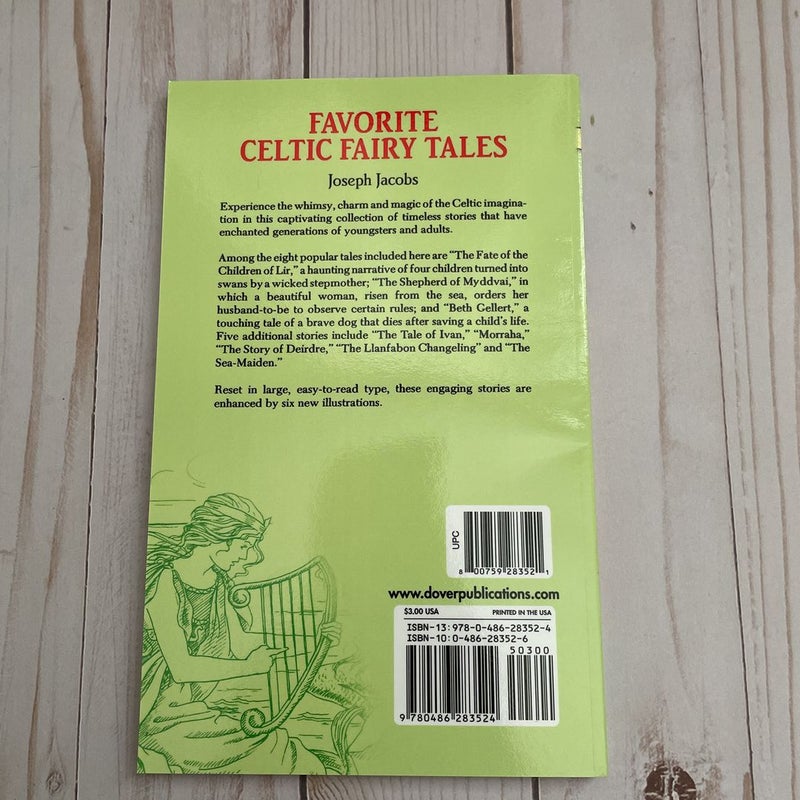 FAVORITE
CELTIC FAIRY TALES
Joseph Jacobs
Experience the whimsy, charm and magic of the Celtic imagina-
tion in this captivating collection of timeless stories that have
enchanted generations of youngsters and adults.
Among the eight popular tales included here are “The Fate of the
Children of Lir,” a haunting narrative of four children turned into
swans by a wicked stepmother; “The Shepherd of Myddvai,” in
which a beautiful woman, risen from the sea, orders her
husband-to-be to observe certain rules; and “Beth Gellert,” a
touching tale of a brave dog that dies after saving a child’s life.
Five additional stories include “The Tale of Ivan,” “Morraha,”
“The Story of Deirdre,” “The Llanfabon Changeling” and “The
Sea-Maiden.”
Reset in large, easy-to-read type, these engaging stories are
enhanced by six new illustrations.
UPC
8 00759 28352 1
www.doverpublications.com
$3.00 USA PRINTED IN THE USA
ISBN-13: 978-0-486-28352-4
ISBN-10: 0-486-28352-6
50300
9 780486 283524